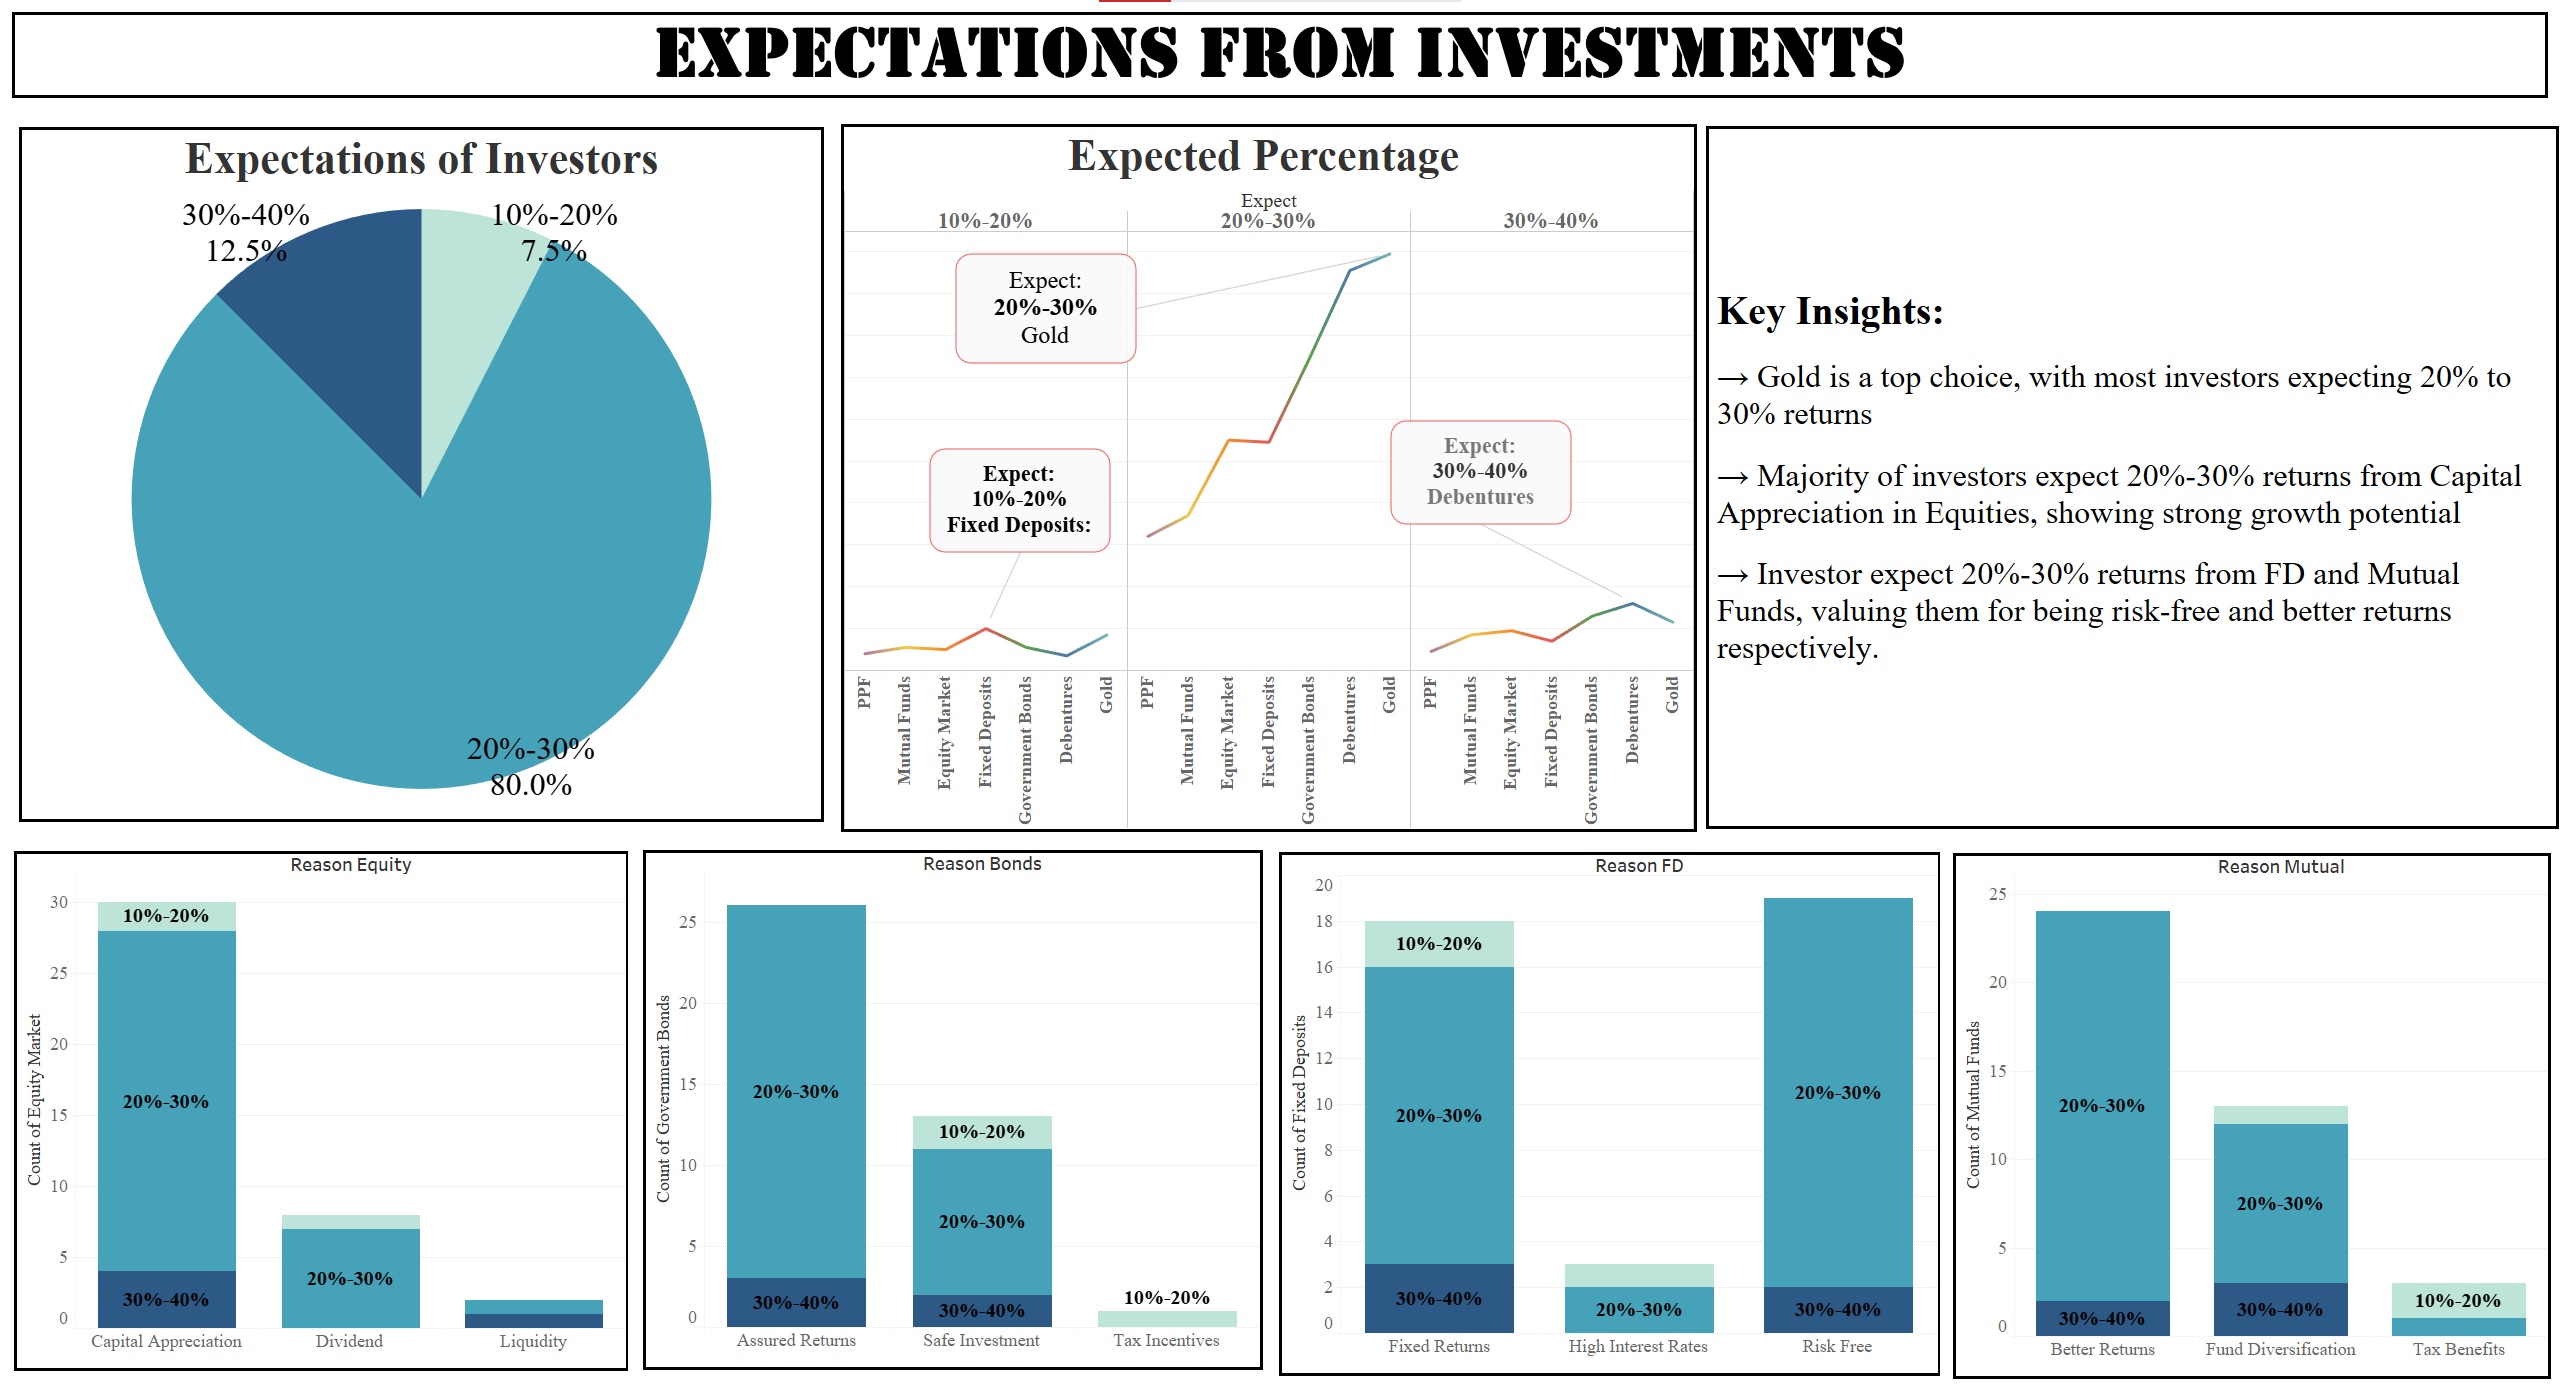 EXPECTATIONS FROM INVESTMENTS
Expectations of Investors
30%-40%
12.5%
10%-20%
7.5%
20%-30%
80.0%
Expected Percentage
Expect
10%-20%
20%-30%
30%-40%
Expect:
20%-30%
Gold
Expect:
10%-20%
Fixed Deposits:
Expect:
30%-40%
Debentures
PPF
Mutual Funds
Equity Market
Fixed Deposits
Government Bonds
Debentures
Gold
PPF
Mutual Funds
Equity Market
Fixed Deposits
Government Bonds
Debentures
Gold
PPF
Mutual Funds
Equity Market
Fixed Deposits
Government Bonds
Debentures
Gold
Key Insights:
→ Gold is a top choice, with most investors expecting 20% to
30% returns
→ Majority of investors expect 20%-30% returns from Capital
Appreciation in Equities, showing strong growth potential
→ Investor expect 20%-30% returns from FD and Mutual
Funds, valuing them for being risk-free and better returns
respectively.
Reason Equity
Count of Equity Market
30
25
20
15
10
5
0
10%-20%
20%-30%
30%-40%
20%-30%
Capital Appreciation
Dividend
Liquidity
Reason Bonds
Count of Government Bonds
25
20
15
10
5
0
20%-30%
30%-40%
10%-20%
20%-30%
30%-40%
10%-20%
Assured Returns
Safe Investment
Tax Incentives
Reason FD
Count of Fixed Deposits
20
18
16
14
12
10
8
6
4
2
0
10%-20%
20%-30%
30%-40%
20%-30%
20%-30%
30%-40%
Fixed Returns
High Interest Rates
Risk Free
Reason Mutual
Count of Mutual Funds
25
20
15
10
5
0
20%-30%
30%-40%
20%-30%
30%-40%
10%-20%
Better Returns
Fund Diversification
Tax Benefits